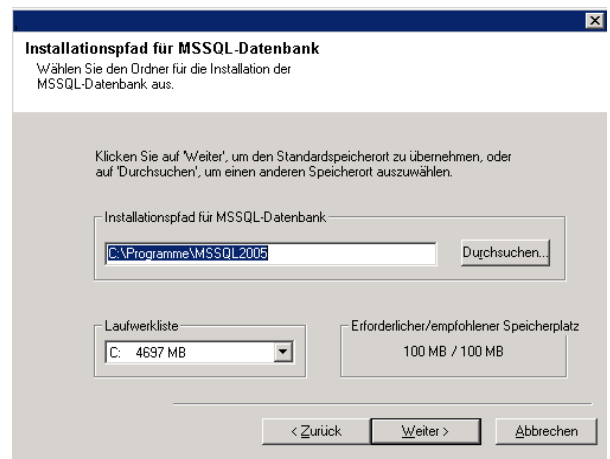 Installationspfad für MSSQL-Datenbank
Wählen Sie den Ordner für die Installation der
MSSQL-Datenbank aus.
Klicken Sie auf 'Weiter', um den Standardspeicherort zu übernehmen, oder
auf 'Durchsuchen', um einen anderen Speicherort auszuwählen.
Installationspfad für MSSQL-Datenbank
C:\Programme\MSSQL2005
Durchsuchen...
Laufwerkliste
C: 4697 MB
Erforderlicher/empfohlener Speicherplatz
100 MB / 100 MB
< Zurück
Weiter >
Abbrechen